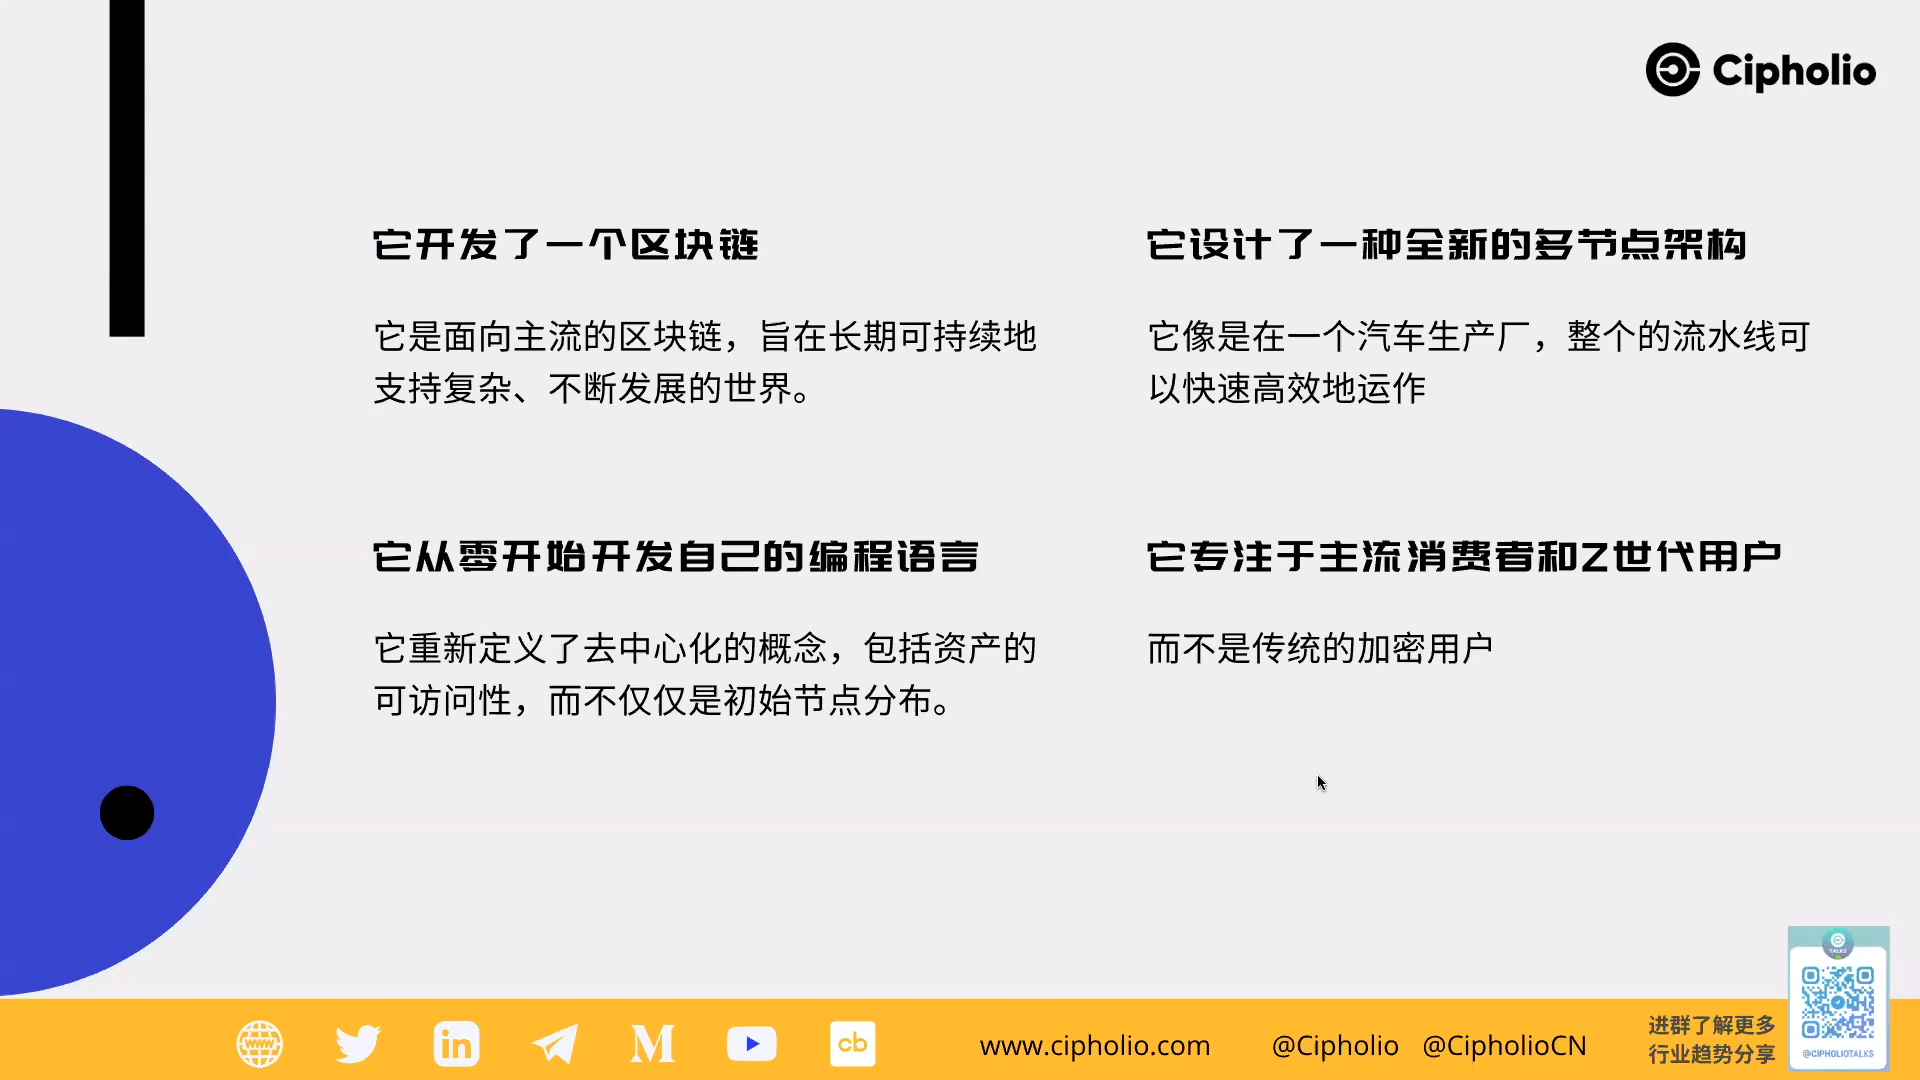 Cipholio
它开发了一个区块链
它是面向主流的区块链，旨在长期可持续地
支持复杂、不断发展的世界。
它设计了一种全新的多节点架构
它像是在一个汽车生产厂，整个的流水线可
以快速高效地运作
它从零开始开发自己的编程语言
它重新定义了去中心化的概念，包括资产的
可访问性，而不仅仅是初始节点分布。
它专注于主流消费者和Z世代用户
而不是传统的加密用户
www
in
M
cb
www.cipholio.com
@Cipholio
@CipholioCN
进群了解更多
行业趋势分享
TALKS
@CIPHOLIOTALKS